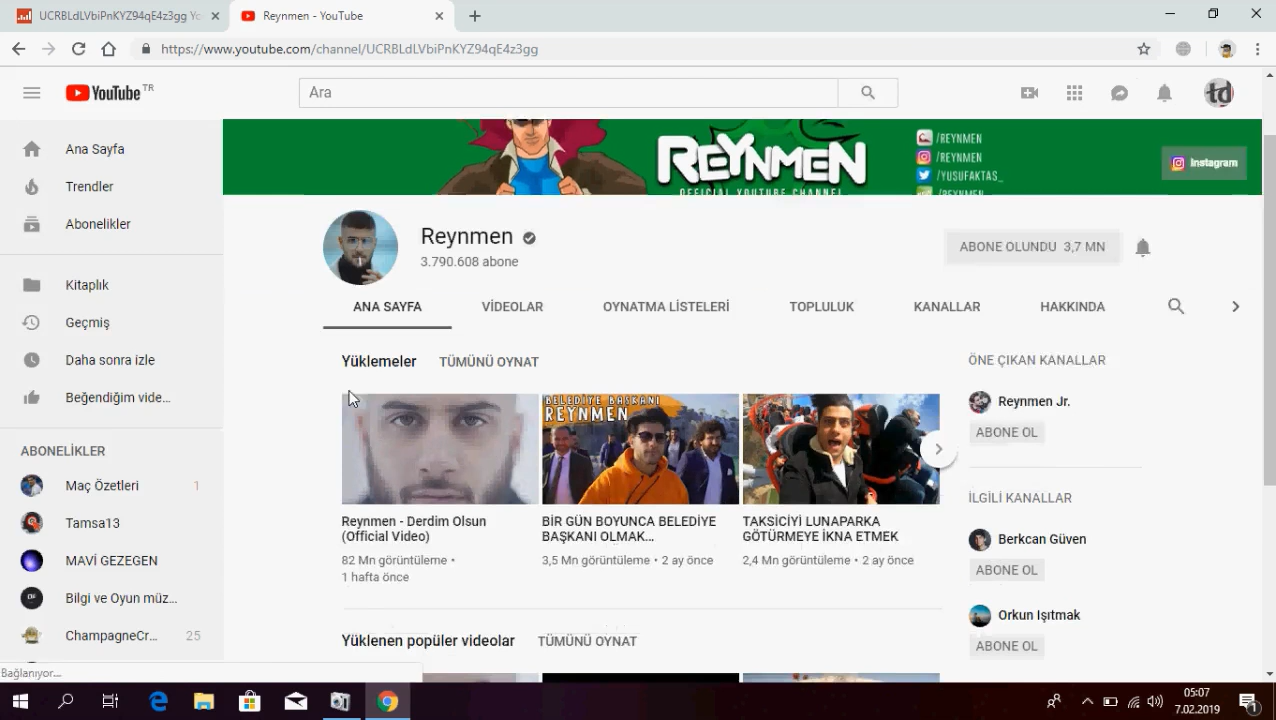 UCRBLdLVbiPnKYZ94qE4z3gg Yo
Reynmen - YouTube
https://www.youtube.com/channel/UCRBLdLVbiPnKYZ94qE4z3gg
YouTube TR
Ara
td
Ana Sayfa
Trendler
Abonelikler
Kitaplık
Geçmiş
Daha sonra izle
Beğendiğim vide...
ABONELİKLER
Maç Özetleri 1
Tamsa13
MAVİ GEZEGEN
Bilgi ve Oyun müz...
ChampagneCr... 25
Bağlanıyor...
REYNMEN
OFFICIAL YOUTUBE CHANNEL
/REYNMEN
/REYNMEN
/YUSUFAKTAS_
/REYNMEN
Instagram
Reynmen
3.790.608 abone
ABONE OLUNDU 3,7 MN
ANA SAYFA
VİDEOLAR
OYNATMA LİSTELERİ
TOPLULUK
KANALLAR
HAKKINDA
Yüklemeler TÜMÜNÜ OYNAT
BELEDİYE BAŞKANI
REYNMEN
Reynmen - Derdim Olsun
(Official Video)
82 Mn görüntüleme •
1 hafta önce
BİR GÜN BOYUNCA BELEDİYE
BAŞKANI OLMAK...
3,5 Mn görüntüleme • 2 ay önce
TAKSİCİYİ LUNAPARKA
GÖTÜRMEYE İKNA ETMEK
2,4 Mn görüntüleme • 2 ay önce
Yüklenen popüler videolar TÜMÜNÜ OYNAT
ÖNE ÇIKAN KANALLAR
Reynmen Jr.
ABONE OL
İLGİLİ KANALLAR
Berkcan Güven
ABONE OL
Orkun Işıtmak
ABONE OL
05:07
7.02.2019
1